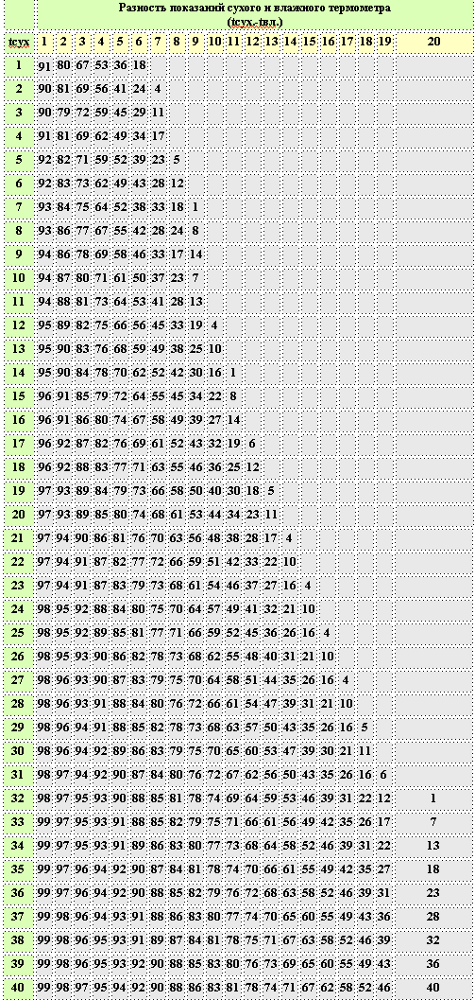 Разность показаний сухого и влажного термометра
(tсух.-tвл.)
tсух 1 2 3 4 5 6 7 8 9 10 11 12 13 14 15 16 17 18 19 20
1 91 80 67 53 36 18
2 90 81 69 56 41 24 4
3 90 79 72 59 45 29 11
4 91 81 69 62 49 34 17
5 92 82 71 59 52 39 23 5
6 92 83 73 62 49 43 28 12
7 93 84 75 64 52 38 33 18 1
8 93 86 77 67 55 42 28 24 8
9 94 86 78 69 58 46 33 17 14
10 94 87 80 71 61 50 37 23 7
11 94 88 81 73 64 53 41 28 13
12 95 89 82 75 66 56 45 33 19 4
13 95 90 83 76 68 59 49 38 25 10
14 95 90 84 78 70 62 52 42 30 16 1
15 96 91 85 79 72 64 55 45 34 22 8
16 96 91 86 80 74 67 58 49 39 27 14
17 96 92 87 82 76 69 61 52 43 32 19 6
18 96 92 88 83 77 71 63 55 46 36 25 12
19 97 93 89 84 79 73 66 58 50 40 30 18 5
20 97 93 89 85 80 74 68 61 53 44 34 23 11
21 97 94 90 86 81 76 70 63 56 48 38 28 17 4
22 97 94 91 87 82 77 72 66 59 51 42 33 22 10
23 97 94 91 87 83 79 73 68 61 54 46 37 27 16 4
24 98 95 92 88 84 80 75 70 64 57 49 41 32 21 10
25 98 95 92 89 85 81 77 71 66 59 52 45 36 26 16 4
26 98 95 93 90 86 82 78 73 68 62 55 48 40 31 21 10
27 98 96 93 90 87 83 79 75 70 64 58 51 44 35 26 16 4
28 98 96 93 91 88 84 80 76 72 66 61 54 47 39 31 21 10
29 98 96 94 91 88 85 82 78 73 68 63 57 50 43 35 26 16 5
30 98 96 94 92 89 86 83 79 75 70 65 60 53 47 39 30 21 11
31 98 97 94 92 90 87 84 80 76 72 67 62 56 50 43 35 26 16 6
32 98 97 95 93 90 88 85 81 78 74 69 64 59 53 46 39 31 22 12 1
33 99 97 95 93 91 88 85 82 79 75 71 66 61 56 49 42 35 26 17 7
34 99 97 95 93 91 89 86 83 80 77 73 68 64 58 52 46 39 31 22 13
35 99 97 96 94 92 90 87 84 81 78 74 70 66 61 55 49 42 35 27 18
36 99 97 96 94 92 90 88 85 82 79 76 72 68 63 58 52 46 39 31 23
37 99 98 96 94 93 91 88 86 83 80 77 74 70 65 60 55 49 43 36 28
38 99 98 96 95 93 91 89 87 84 81 78 75 71 67 63 58 52 46 39 32
39 99 98 96 95 93 92 90 88 85 83 80 76 73 69 65 60 55 49 43 36
40 99 98 97 95 94 92 90 88 86 83 81 78 74 71 67 62 58 52 46 40